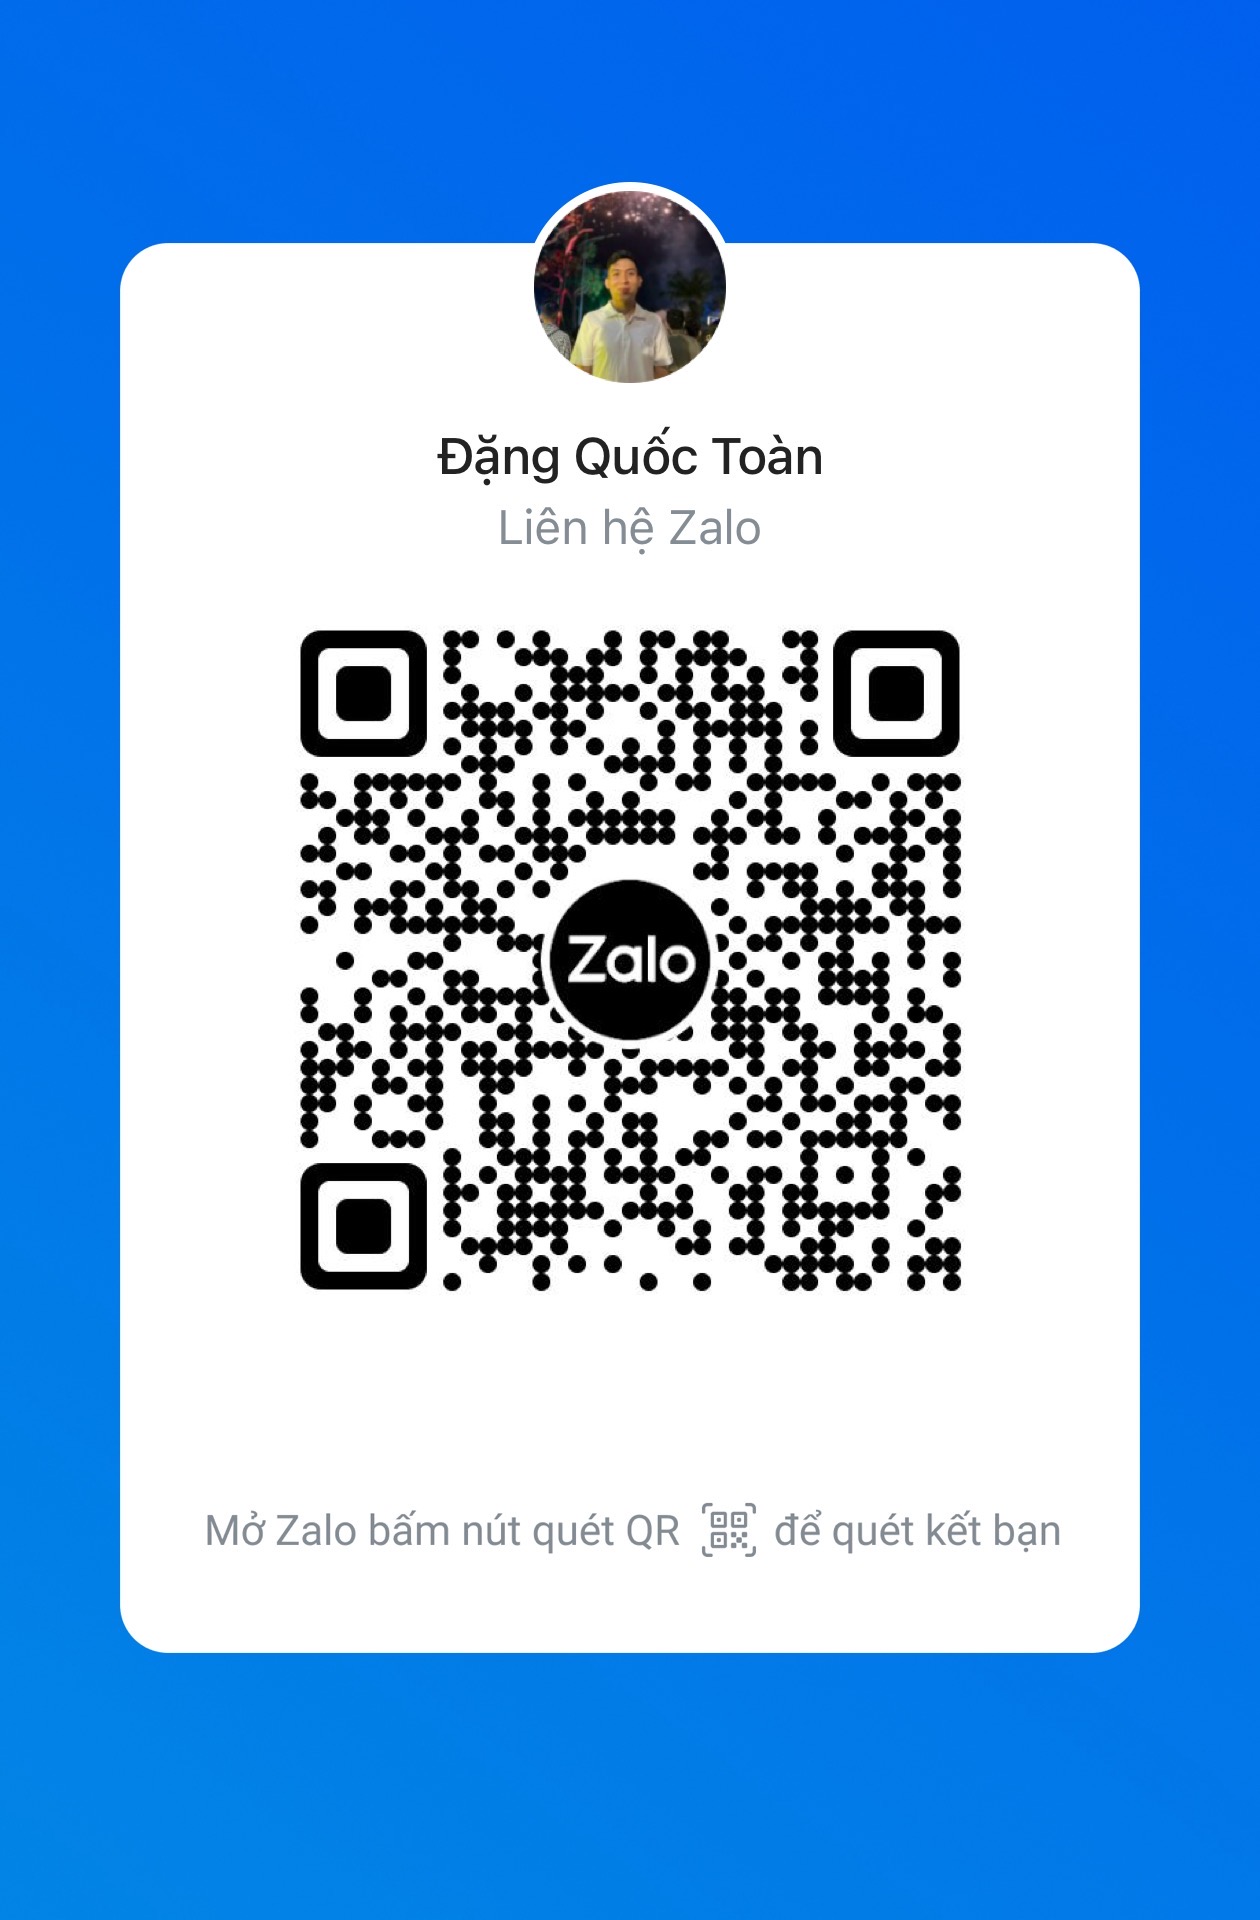 Đặng Quốc Toàn
Liên hệ Zalo
Zalo
Mở Zalo bấm nút quét QR để quét kết bạn